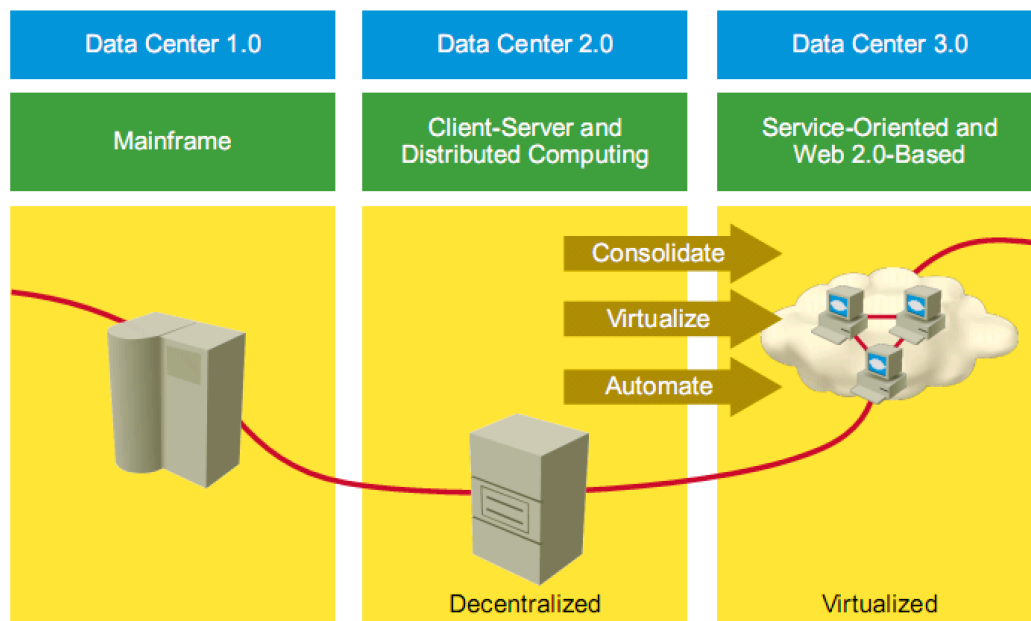 Data Center 1.0
Data Center 2.0
Data Center 3.0
Mainframe
Client-Server and
Distributed Computing
Service-Oriented and
Web 2.0-Based
Consolidate
Virtualize
Automate
Decentralized
Virtualized